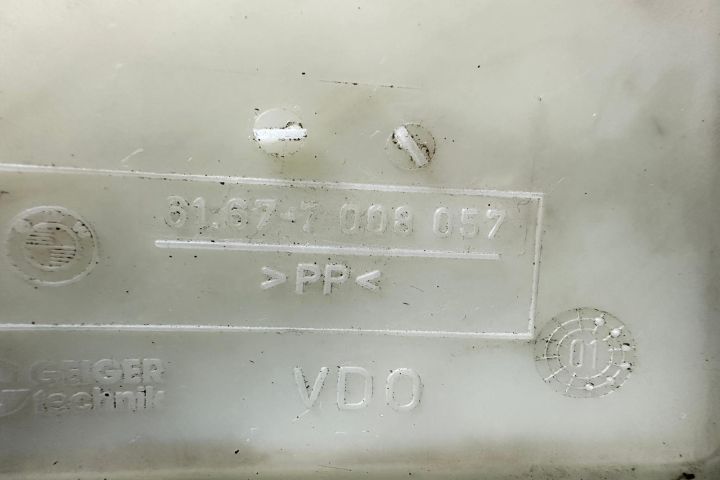 61.67-7 008 057
>PP<
01
GEIGER
technik
VDO